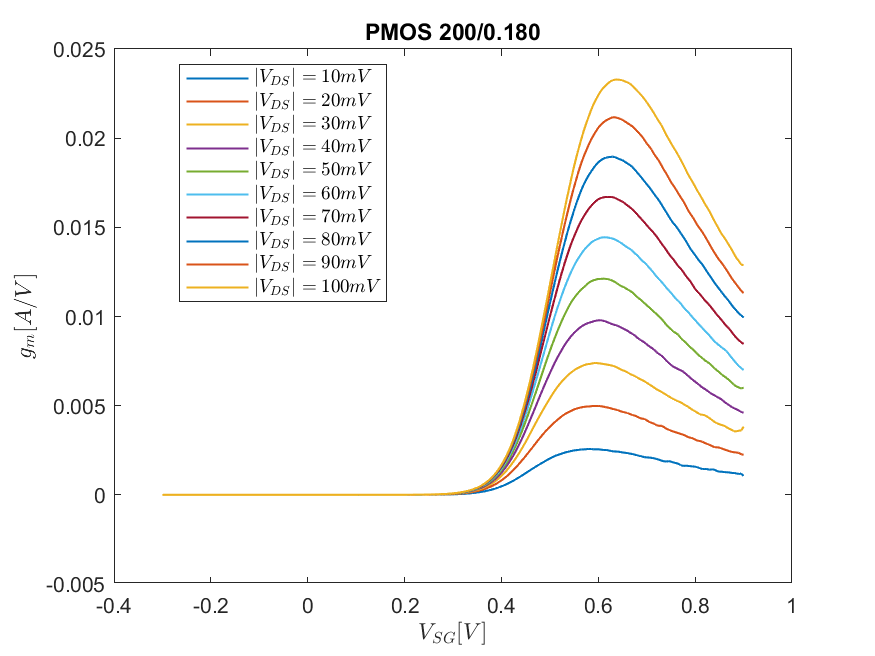 PMOS 200/0.180
0.025
0.02
0.015
0.01
0.005
0
-0.005
g_m[A/V]
|V_DS| = 10mV
|V_DS| = 20mV
|V_DS| = 30mV
|V_DS| = 40mV
|V_DS| = 50mV
|V_DS| = 60mV
|V_DS| = 70mV
|V_DS| = 80mV
|V_DS| = 90mV
|V_DS| = 100mV
-0.4 -0.2 0 0.2 0.4 0.6 0.8 1
V_SG[V]